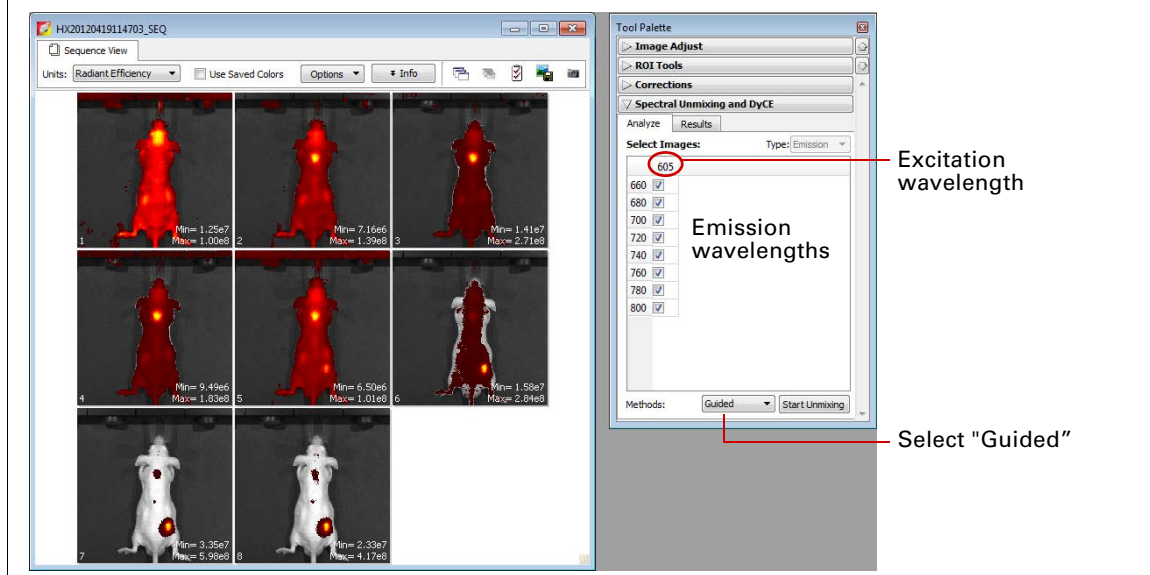 HX20120419114703_SEQ
Sequence View
Units: Radiant Efficiency Use Saved Colors Options Info
Min= 1.25e7
1 Max= 1.00e8
Min= 7.16e6
2 Max= 1.39e8
Min= 1.41e7
3 Max= 2.71e8
Min= 9.49e6
4 Max= 1.83e8
Min= 6.50e6
5 Max= 1.01e8
Min= 1.58e7
6 Max= 2.84e8
Min= 3.35e7
7 Max= 5.98e8
Min= 2.33e7
8 Max= 4.17e8
Tool Palette
Image Adjust
ROI Tools
Corrections
Spectral Unmixing and DyCE
Analyze Results
Select Images: Type: Emission
605
660
680
700
720
740
760
780
800
Emission
wavelengths
Methods: Guided Start Unmixing
Excitation
wavelength
Select "Guided”